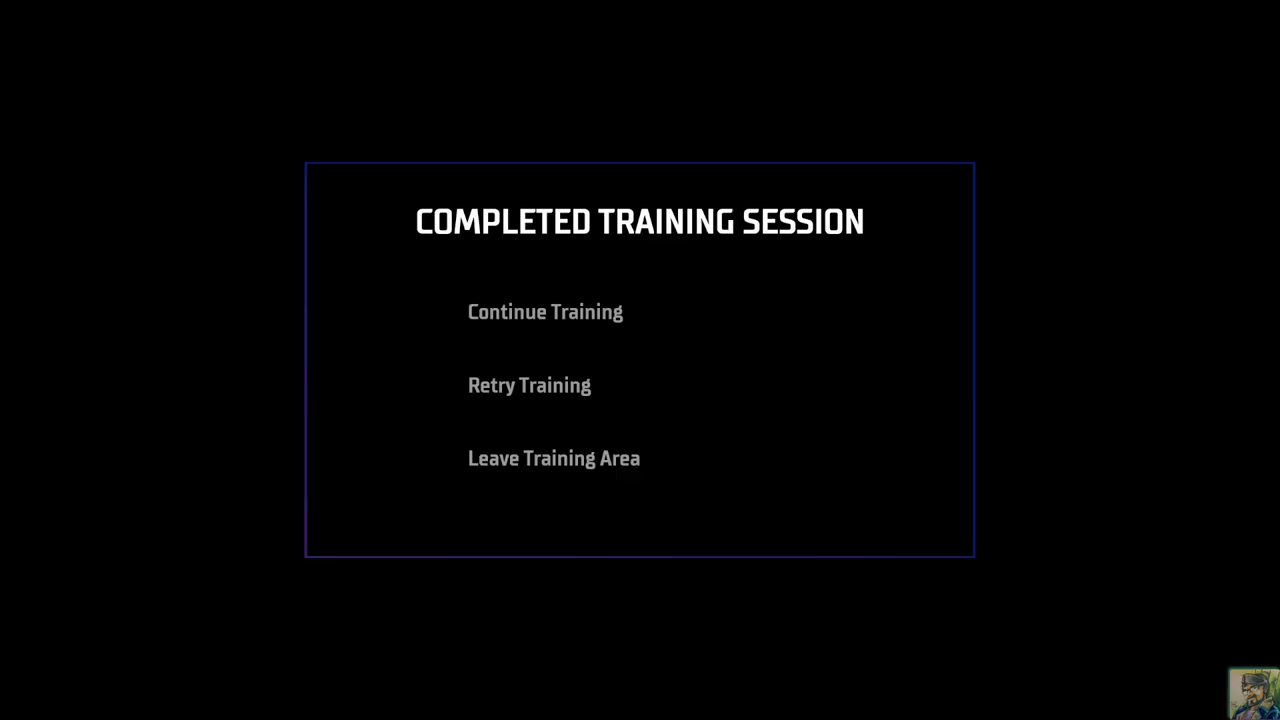 COMPLETED TRAINING SESSION
Continue Training
Retry Training
Leave Training Area